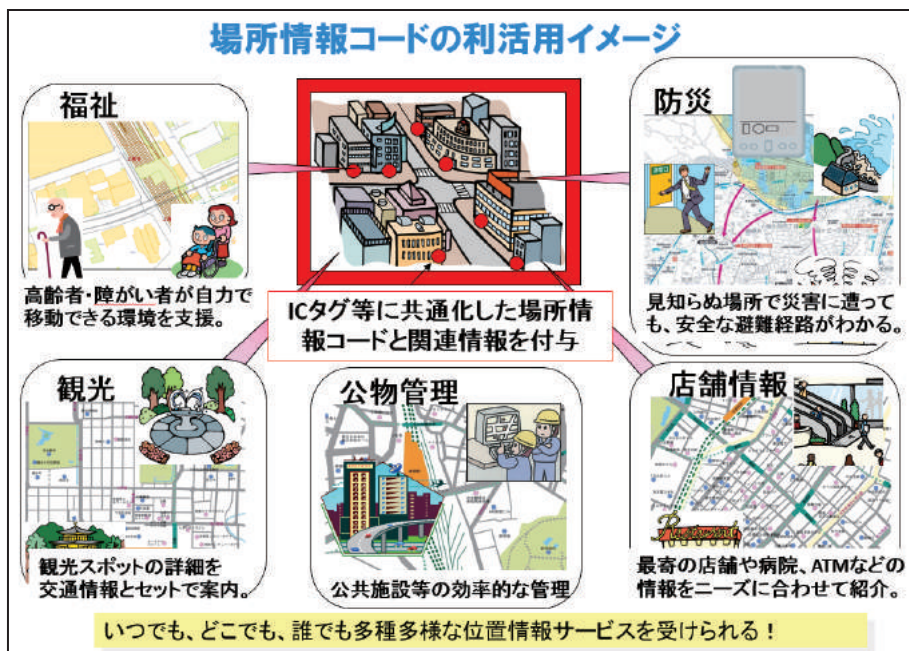 場所情報コードの利活用イメージ
福祉
高齢者・障がい者が自力で
移動できる環境を支援。
防災
見知らぬ場所で災害に遭って
も、安全な避難経路がわかる。
ICタグ等に共通化した場所情
報コードと関連情報を付与
観光
観光スポットの詳細を
交通情報とセットで案内。
公物管理
公共施設等の効率的な管理
店舗情報
最寄の店舗や病院、ATMなどの
情報をニーズに合わせて紹介。
いつでも、どこでも、誰でも多種多様な位置情報サービスを受けられる！